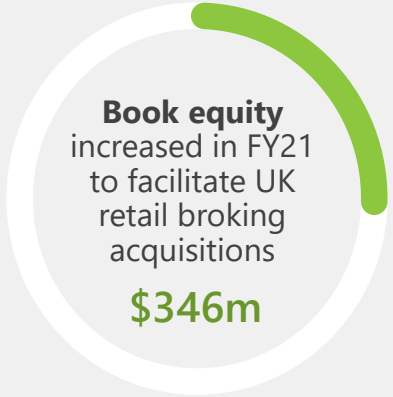 Book equity
increased in FY21
to facilitate UK
retail broking
acquisitions
$346m